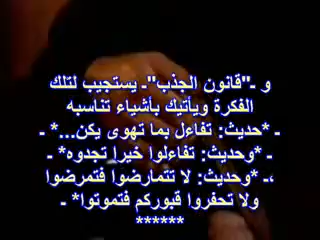 و ـ"قانون الجذب"ـ يستجيب لتلك
الفكرة ويأتيك بأشياء تناسبه
ـ *حديث: تفاءل بما تهوى يكن...* ـ
ـ *وحديث: تفاءلوا خيراً تجدوه* ـ
،ـ *وحديث: لا تتمارضوا فتمرضوا
ولا تحفروا قبوركم فتموتوا* ـ
******